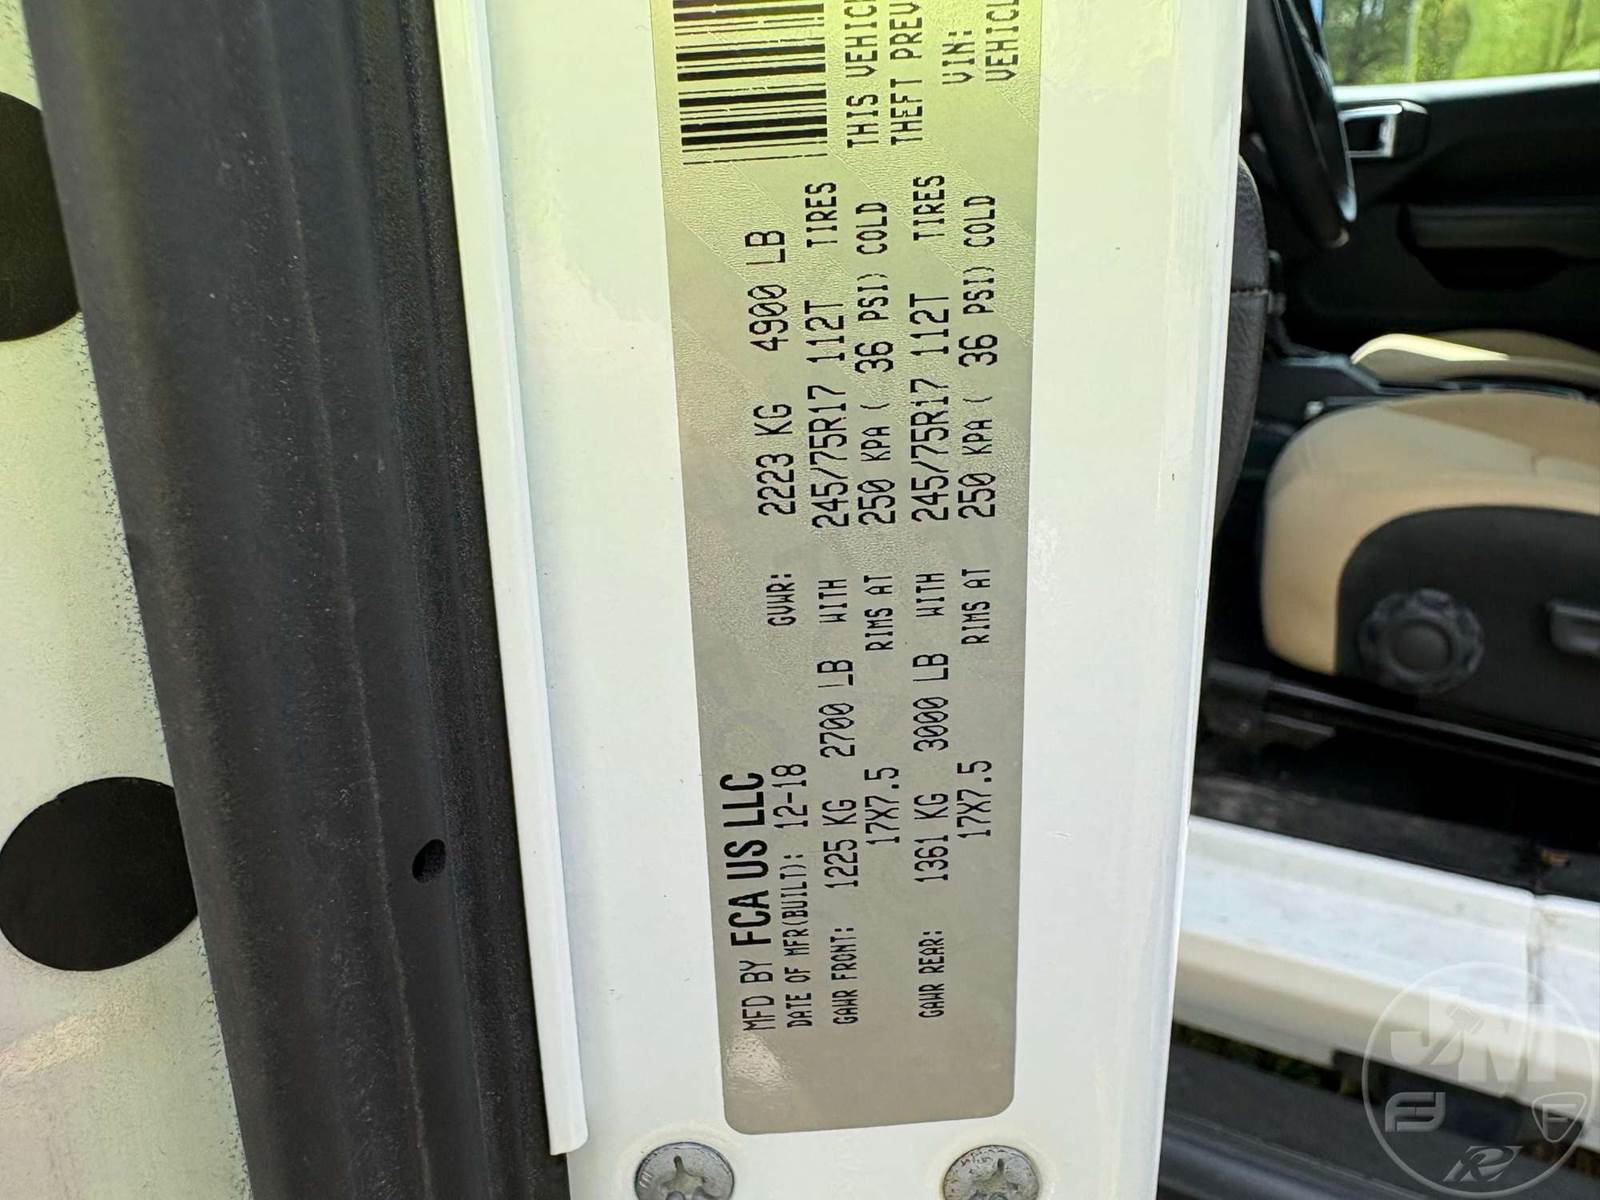 MFD BY FCA US LLC
DATE OF MFR(BUILT): 12-18 GVWR: 2223 KG 4900 LB
GAWR FRONT: 1225 KG 2700 LB WITH 245/75R17 112T TIRES
17X7.5 RIMS AT 250 KPA ( 36 PSI) COLD
GAWR REAR: 1361 KG 3000 LB WITH 245/75R17 112T TIRES
17X7.5 RIMS AT 250 KPA ( 36 PSI) COLD
THIS
THEFT
VIN:
J&M